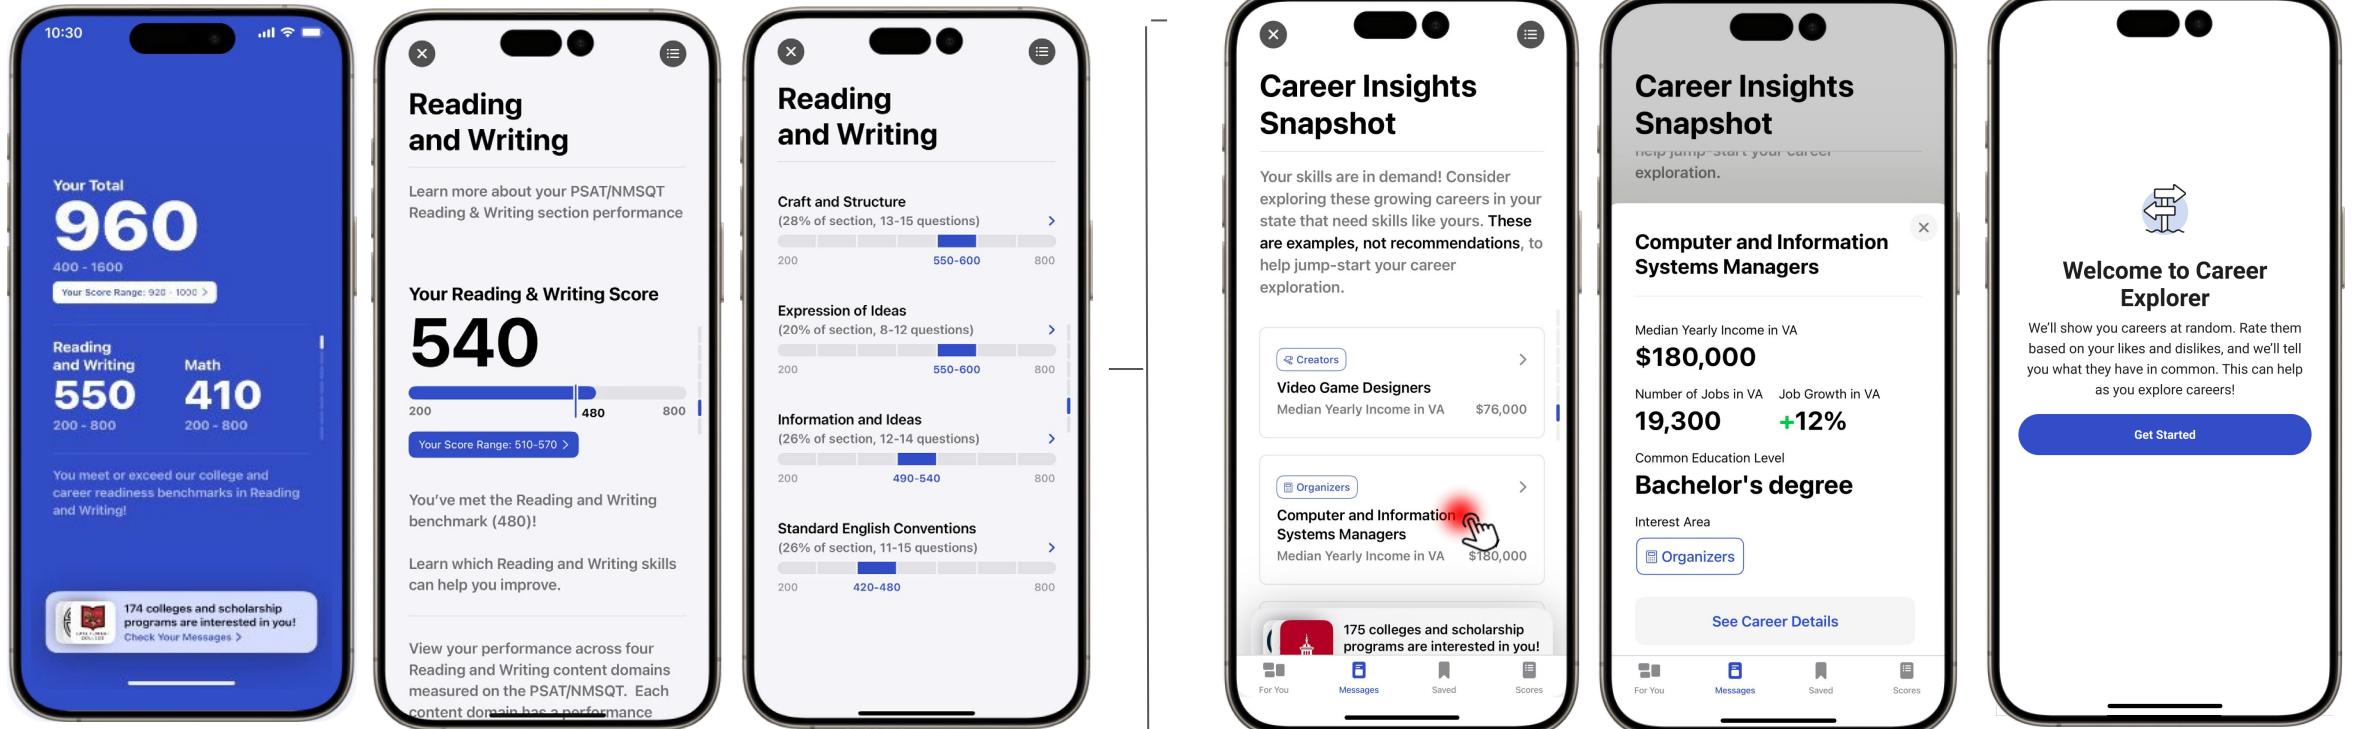 10:30
Your Total
960
400 - 1600
Your Score Range: 920 - 1000 >
Reading
and Writing
550
200 - 800
Math
410
200 - 800
You meet or exceed our college and
career readiness benchmarks in Reading
and Writing!
174 colleges and scholarship
programs are interested in you!
Check Your Messages >
Reading
and Writing
Learn more about your PSAT/NMSQT
Reading & Writing section performance
Your Reading & Writing Score
540
200 480 800
Your Score Range: 510-570 >
You've met the Reading and Writing
benchmark (480)!
Learn which Reading and Writing skills
can help you improve.
View your performance across four
Reading and Writing content domains
measured on the PSAT/NMSQT. Each
content domain has a performance
Reading
and Writing
Craft and Structure
(28% of section, 13-15 questions)
200 550-600 800
Expression of Ideas
(20% of section, 8-12 questions)
200 550-600 800
Information and Ideas
(26% of section, 12-14 questions)
200 490-540 800
Standard English Conventions
(26% of section, 11-15 questions)
200 420-480 800
Career Insights
Snapshot
Your skills are in demand! Consider
exploring these growing careers in your
state that need skills like yours. These
are examples, not recommendations, to
help jump-start your career
exploration.
Creators
Video Game Designers
Median Yearly Income in VA $76,000
Organizers
Computer and Information
Systems Managers
Median Yearly Income in VA $180,000
175 colleges and scholarship
programs are interested in you!
For You Messages Saved Scores
Career Insights
Snapshot
help jump-start your career
exploration.
Computer and Information
Systems Managers
Median Yearly Income in VA
$180,000
Number of Jobs in VA
19,300
Job Growth in VA
+12%
Common Education Level
Bachelor's degree
Interest Area
Organizers
See Career Details
For You Messages Saved Scores
Welcome to Career
Explorer
We'll show you careers at random. Rate them
based on your likes and dislikes, and we'll tell
you what they have in common. This can help
as you explore careers!
Get Started